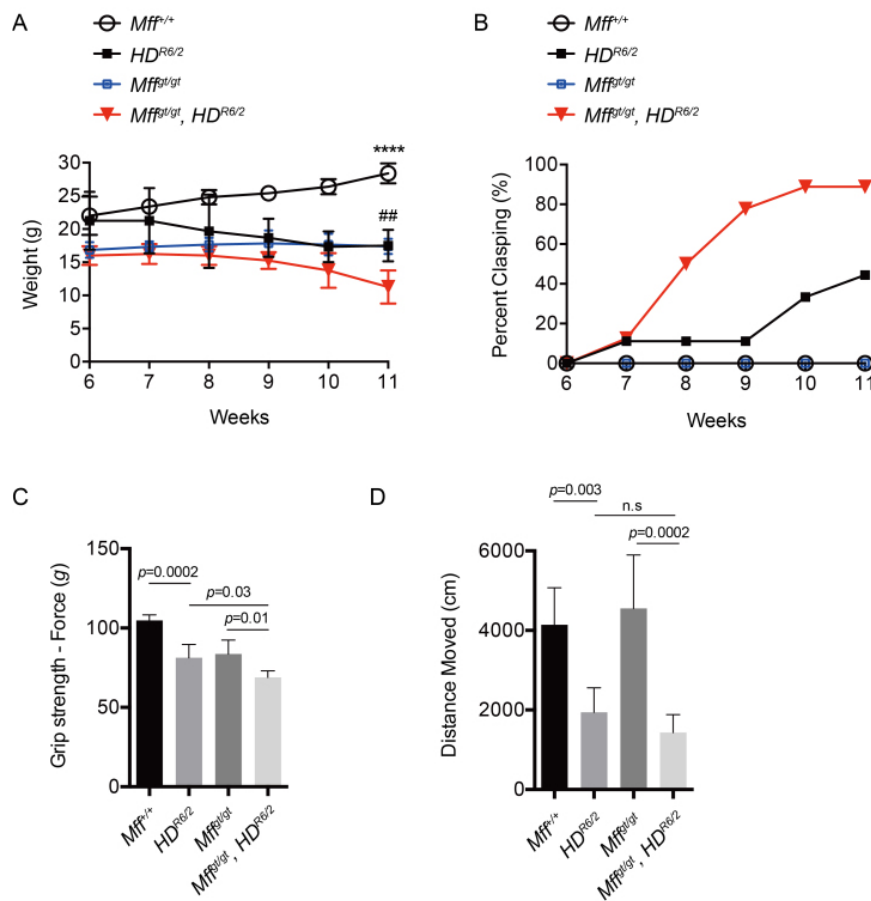 A
Mff+/+
HDR6/2
Mffgt/gt
Mffgt/gt, HDR6/2
****
##
30
25
20
15
10
5
0
Weight (g)
6 7 8 9 10 11
Weeks
B
Mff+/+
HDR6/2
Mffgt/gt
Mffgt/gt, HDR6/2
100
80
60
40
20
0
Percent Clasping (%)
6 7 8 9 10 11
Weeks
C
150
100
50
0
Grip strength - Force (g)
p=0.0002
p=0.03
p=0.01
Mff+/+
HDR6/2
Mffgt/gt
Mffgt/gt, HDR6/2
D
p=0.003
n.s
p=0.0002
6000
4000
2000
0
Distance Moved (cm)
Mff+/+
HDR6/2
Mffgt/gt
Mffgt/gt, HDR6/2